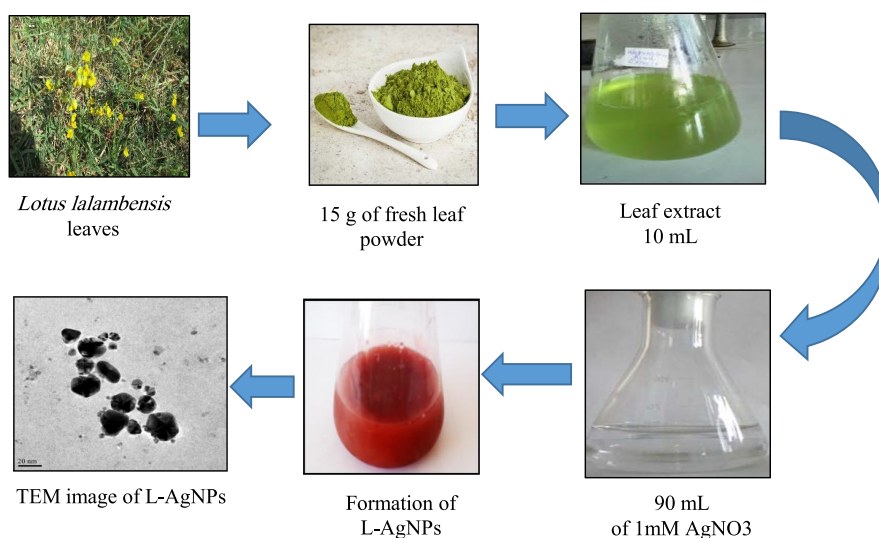 Lotus lalambensis
leaves
15 g of fresh leaf
powder
Leaf extract
10 mL
TEM image of L-AgNPs
Formation of
L-AgNPs
90 mL
of 1mM AgNO3
20 nm